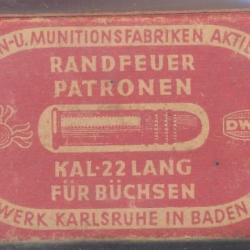 N-U. MUNITIONSFABRIKEN AKTI
RANDFEUER
PATRONEN
DW
KAL·22 LANG
FÜR BÜCHSEN
WERK KARLSRUHE IN BADEN